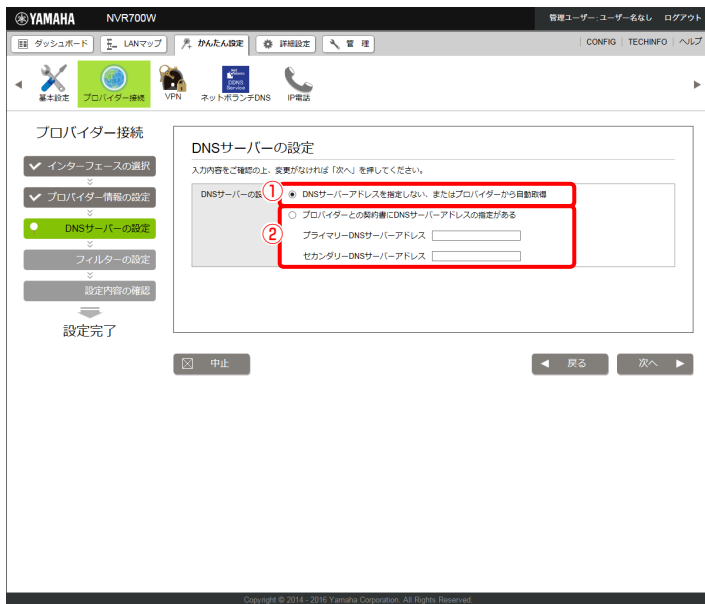 YAMAHA NVR700W 管理ユーザー:ユーザー名なし ログアウト
ダッシュボード LANマップ かんたん設定 詳細設定 管 理 CONFIG TECHINFO ヘルプ
基本設定 プロバイダー接続 VPN ネットボランチDNS IP電話
DDNS
Service
プロバイダー接続
インターフェースの選択
プロバイダー情報の設定
DNSサーバーの設定
フィルターの設定
設定内容の確認
設定完了
DNSサーバーの設定
入力内容をご確認の上、変更がなければ「次へ」を押してください。
DNSサーバーの設
① DNSサーバーアドレスを指定しない、またはプロバイダーから自動取得
② プロバイダーとの契約書にDNSサーバーアドレスの指定がある
プライマリーDNSサーバーアドレス
セカンダリーDNSサーバーアドレス
中止 戻る 次へ
Copyright © 2014 - 2016 Yamaha Corporation. All Rights Reserved.